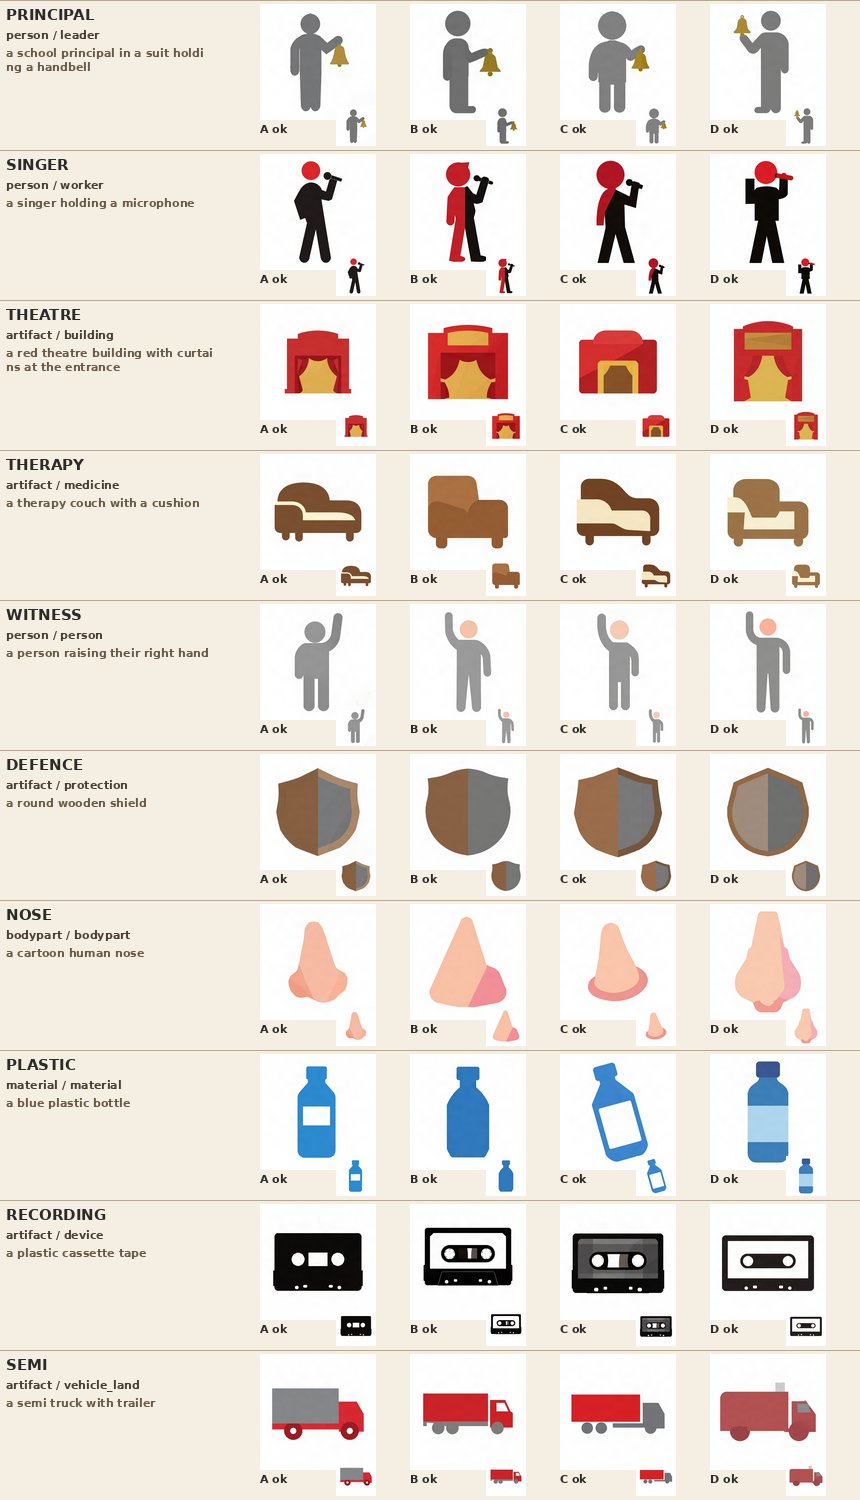 PRINCIPAL
person / leader
a school principal in a suit holdi
ng a handbell
A ok
B ok
C ok
D ok
SINGER
person / worker
a singer holding a microphone
A ok
B ok
C ok
D ok
THEATRE
artifact / building
a red theatre building with curtai
ns at the entrance
A ok
B ok
C ok
D ok
THERAPY
artifact / medicine
a therapy couch with a cushion
A ok
B ok
C ok
D ok
WITNESS
person / person
a person raising their right hand
A ok
B ok
C ok
D ok
DEFENCE
artifact / protection
a round wooden shield
A ok
B ok
C ok
D ok
NOSE
bodypart / bodypart
a cartoon human nose
A ok
B ok
C ok
D ok
PLASTIC
material / material
a blue plastic bottle
A ok
B ok
C ok
D ok
RECORDING
artifact / device
a plastic cassette tape
A ok
B ok
C ok
D ok
SEMI
artifact / vehicle_land
a semi truck with trailer
A ok
B ok
C ok
D ok